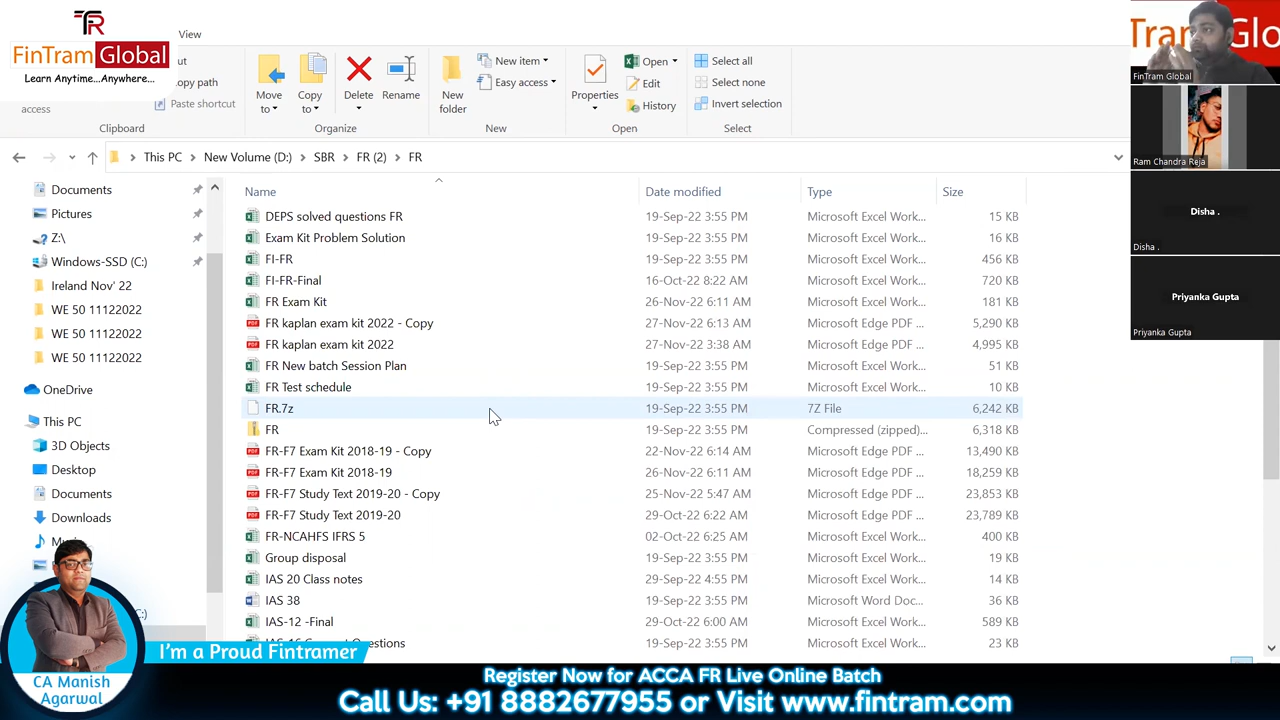 TR
FinTram Global
Learn Anytime...Anywhere...
View
ut
py path
access
Paste shortcut
Clipboard
Move to
Copy to
Delete
Rename
Organize
New folder
New item
Easy access
New
Properties
Open
Edit
History
Open
Select all
Select none
Invert selection
Select
This PC > New Volume (D:) > SBR > FR (2) > FR
Documents
Pictures
Z:\
Windows-SSD (C:)
Ireland Nov' 22
WE 50 11122022
WE 50 11122022
WE 50 11122022
OneDrive
This PC
3D Objects
Desktop
Documents
Downloads
Name Date modified Type Size
DEPS solved questions FR 19-Sep-22 3:55 PM Microsoft Excel Work... 15 KB
Exam Kit Problem Solution 19-Sep-22 3:55 PM Microsoft Excel Work... 16 KB
FI-FR 19-Sep-22 3:55 PM Microsoft Excel Work... 456 KB
FI-FR-Final 16-Oct-22 8:22 AM Microsoft Excel Work... 720 KB
FR Exam Kit 26-Nov-22 6:11 AM Microsoft Excel Work... 181 KB
FR kaplan exam kit 2022 - Copy 27-Nov-22 6:13 AM Microsoft Edge PDF ... 5,290 KB
FR kaplan exam kit 2022 27-Nov-22 3:38 AM Microsoft Edge PDF ... 4,995 KB
FR New batch Session Plan 19-Sep-22 3:55 PM Microsoft Excel Work... 51 KB
FR Test schedule 19-Sep-22 3:55 PM Microsoft Excel Work... 10 KB
FR.7z 19-Sep-22 3:55 PM 7Z File 6,242 KB
FR 19-Sep-22 3:55 PM Compressed (zipped)... 6,318 KB
FR-F7 Exam Kit 2018-19 - Copy 22-Nov-22 6:14 AM Microsoft Edge PDF ... 13,490 KB
FR-F7 Exam Kit 2018-19 26-Nov-22 6:11 AM Microsoft Edge PDF ... 18,259 KB
FR-F7 Study Text 2019-20 - Copy 25-Nov-22 5:47 AM Microsoft Edge PDF ... 23,853 KB
FR-F7 Study Text 2019-20 29-Oct-22 6:22 AM Microsoft Edge PDF ... 23,789 KB
FR-NCAHFS IFRS 5 02-Oct-22 6:25 AM Microsoft Excel Work... 400 KB
Group disposal 19-Sep-22 3:55 PM Microsoft Excel Work... 19 KB
IAS 20 Class notes 29-Sep-22 4:55 PM Microsoft Excel Work... 14 KB
IAS 38 19-Sep-22 3:55 PM Microsoft Word Doc... 36 KB
IAS-12 -Final 29-Oct-22 6:00 AM Microsoft Excel Work... 589 KB
19-Sep-22 3:55 PM Microsoft Excel Work... 23 KB
FinTram Global
Ram Chandra Reja
Disha .
Disha .
Priyanka Gupta
Priyanka Gupta
I'm a Proud Fintramer
CA Manish
Agarwal
Register Now for ACCA FR Live Online Batch
Call Us: +91 8882677955 or Visit www.fintram.com